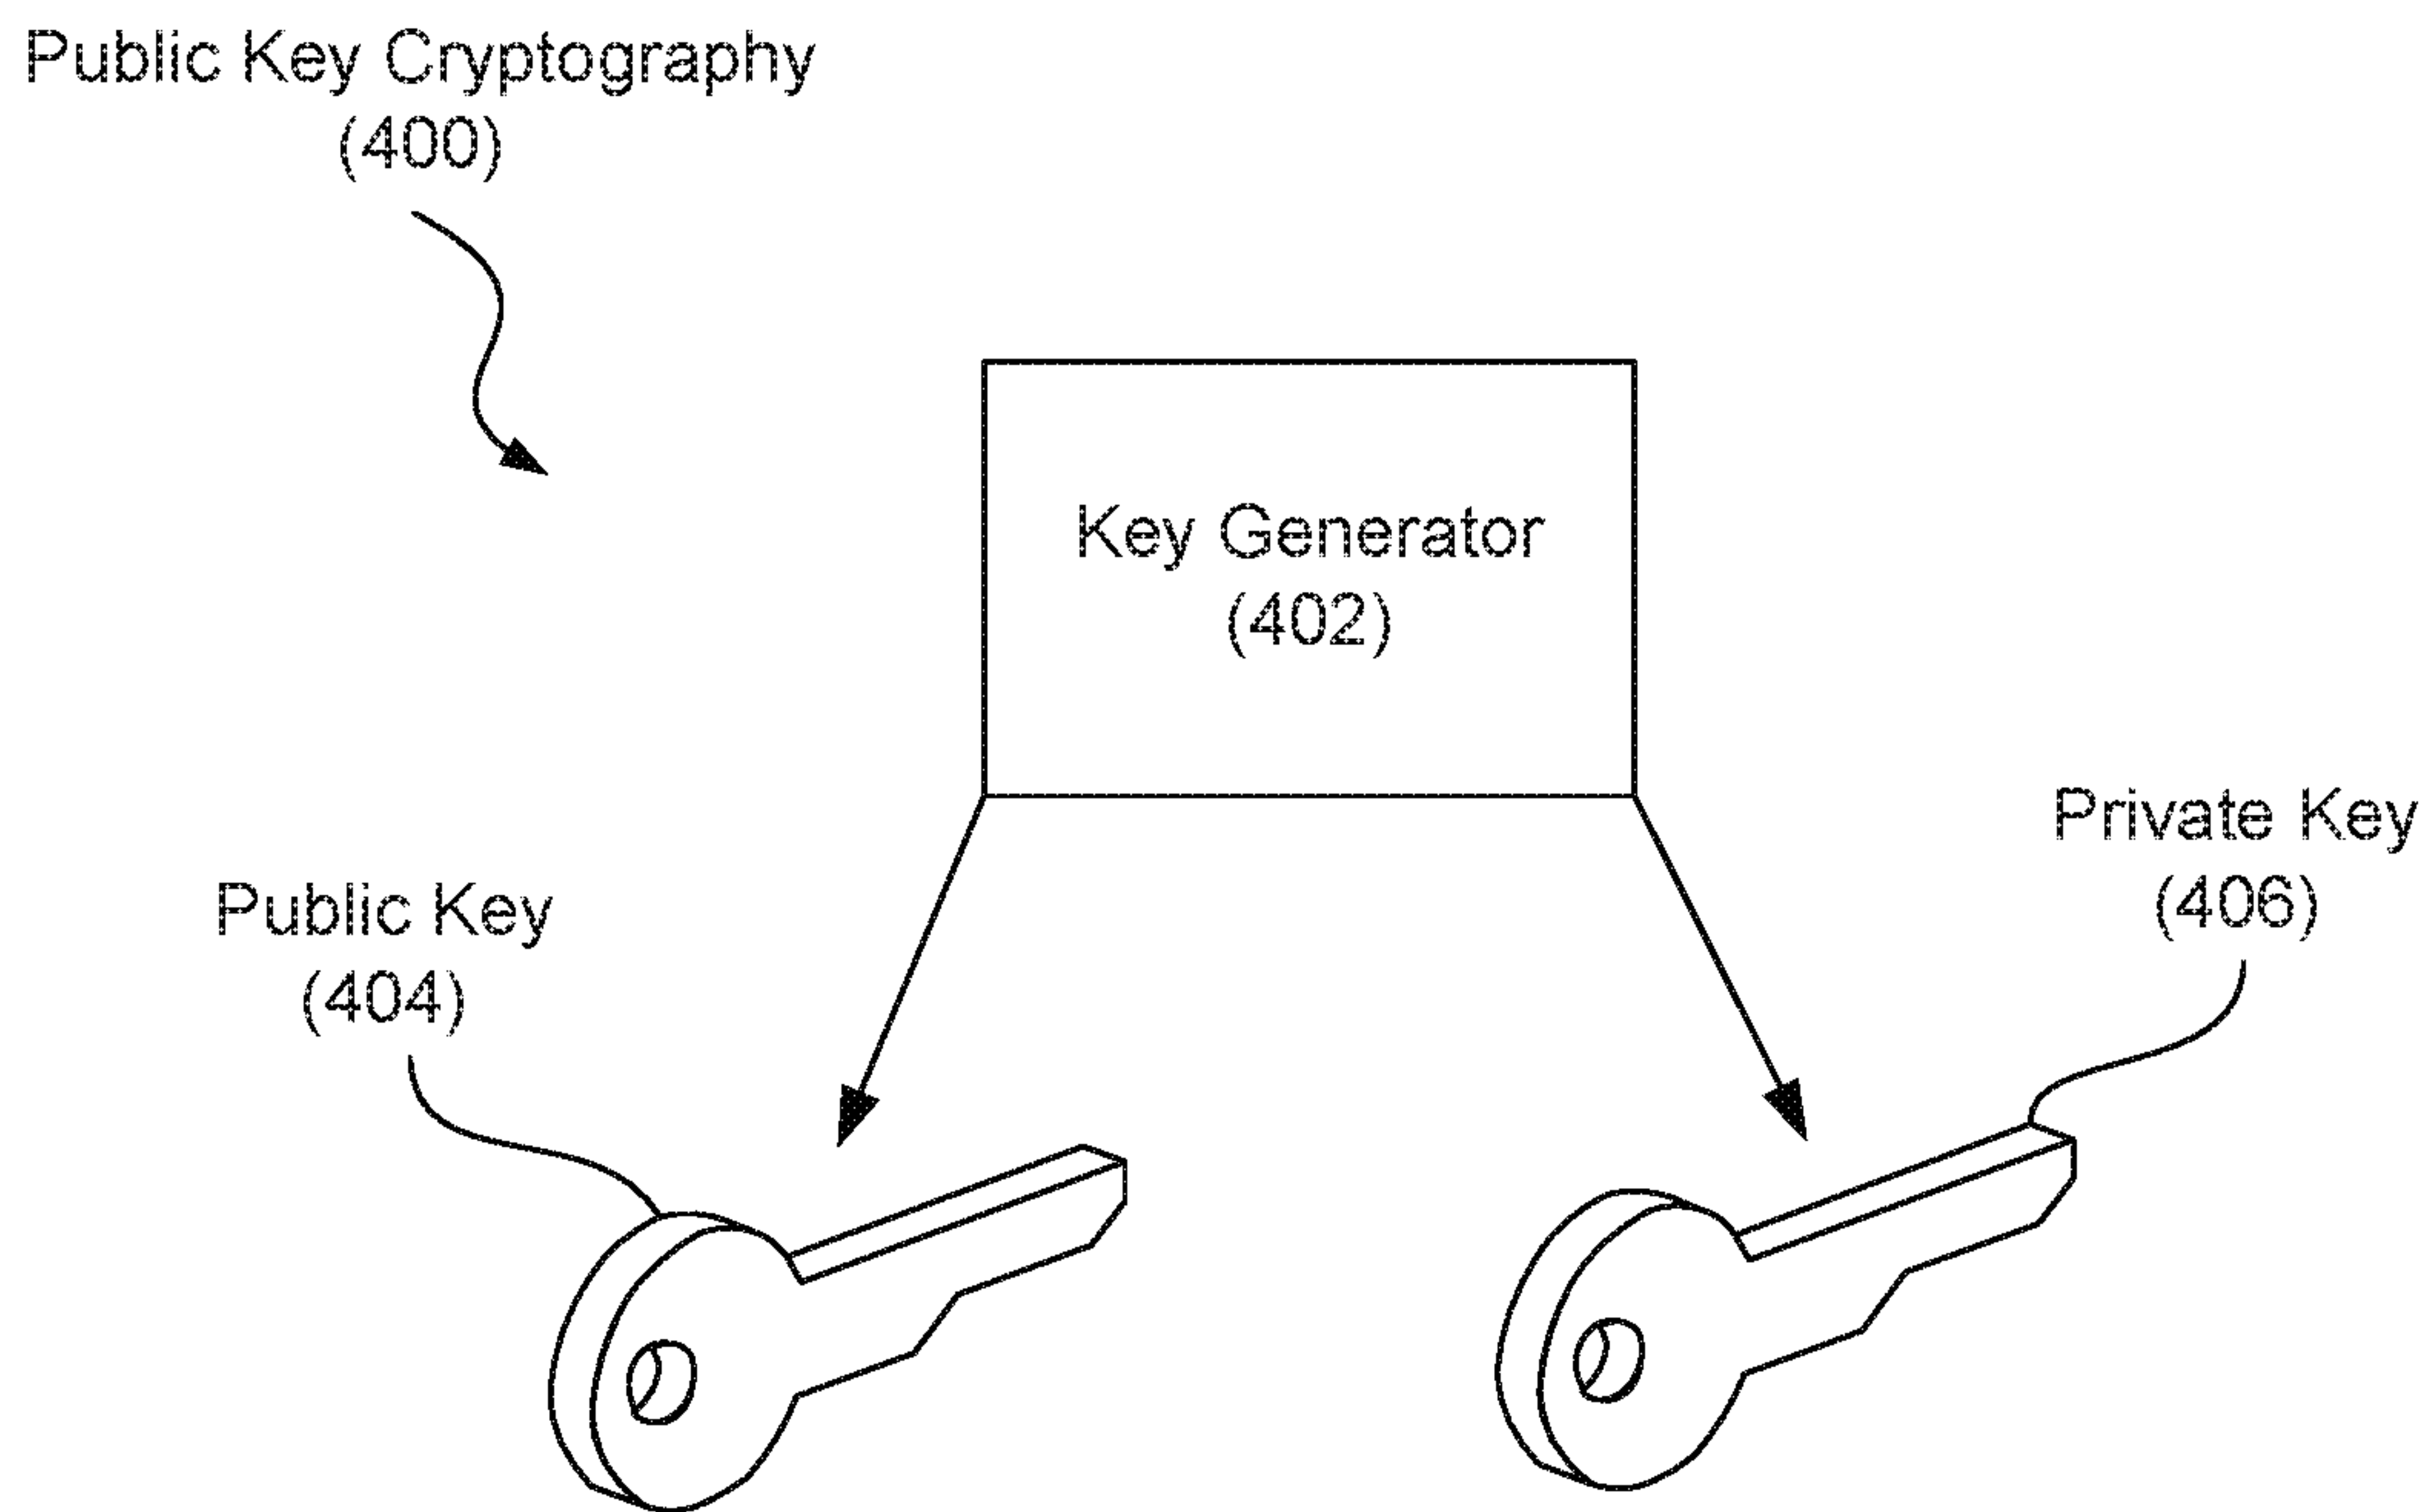 Public Key Cryptography
(400)
Key Generator
(402)
Private Key
(406)
Public Key
(404)